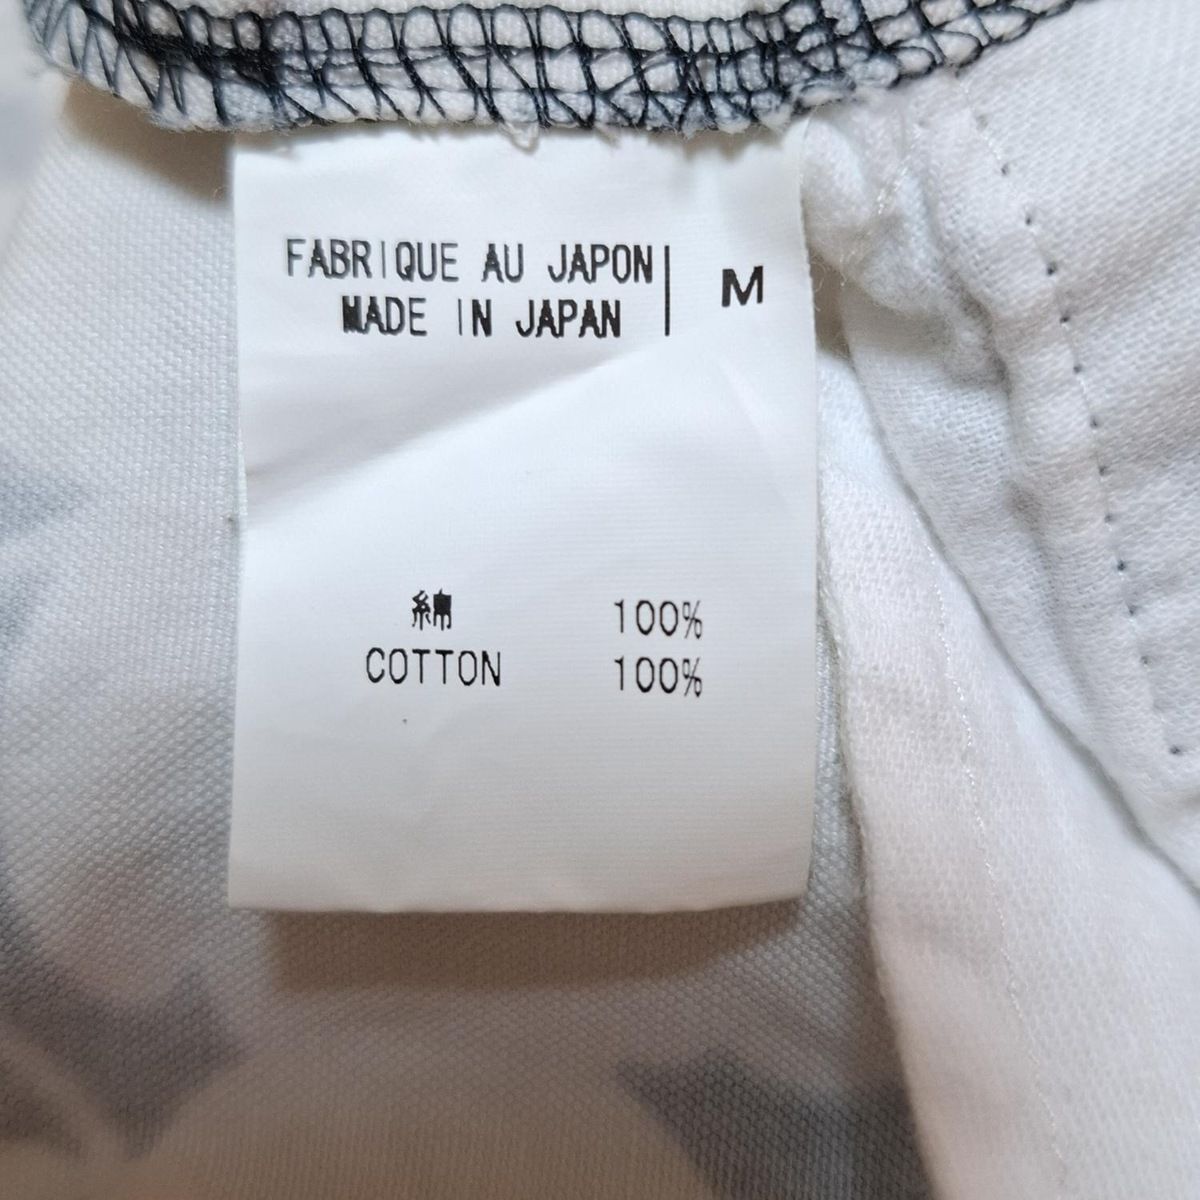 FABRIQUE AU JAPON
MADE IN JAPAN
M
綿 100%
COTTON 100%